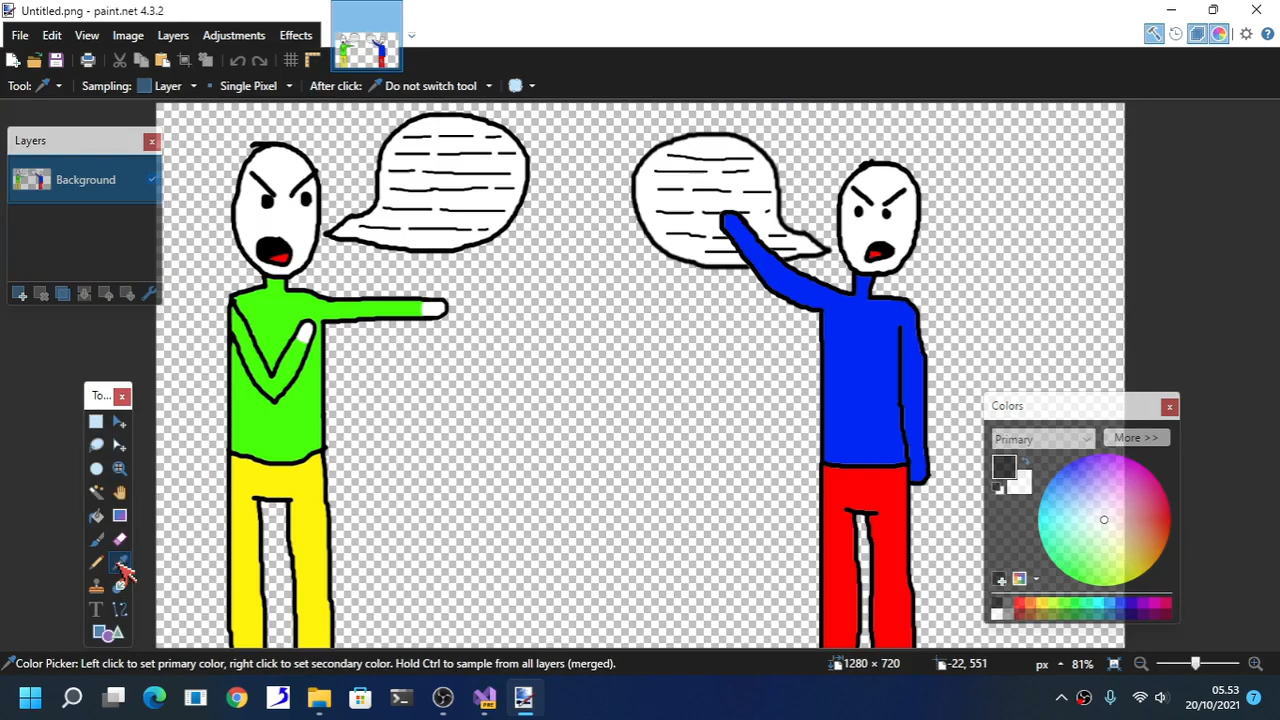 Untitled.png - paint.net 4.3.2
File Edit View Image Layers Adjustments Effects
Tool: Sampling: Layer Single Pixel After click: Do not switch tool
Layers
Background
To...
T
Colors
Primary More >>
Color Picker: Left click to set primary color, right click to set secondary color. Hold Ctrl to sample from all layers (merged).
1280 × 720
-22, 551
px
81%
PRE
05.53
20/10/2021
7